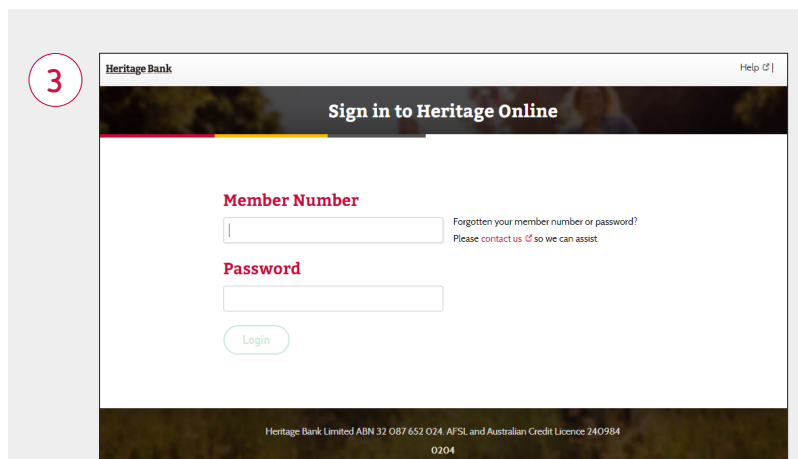 3
Heritage Bank
Help
Sign in to Heritage Online
Member Number
Forgotten your member number or password?
Please contact us so we can assist.
Password
Login
Heritage Bank Limited ABN 32 087 652 024. AFSL and Australian Credit Licence 240984
0204